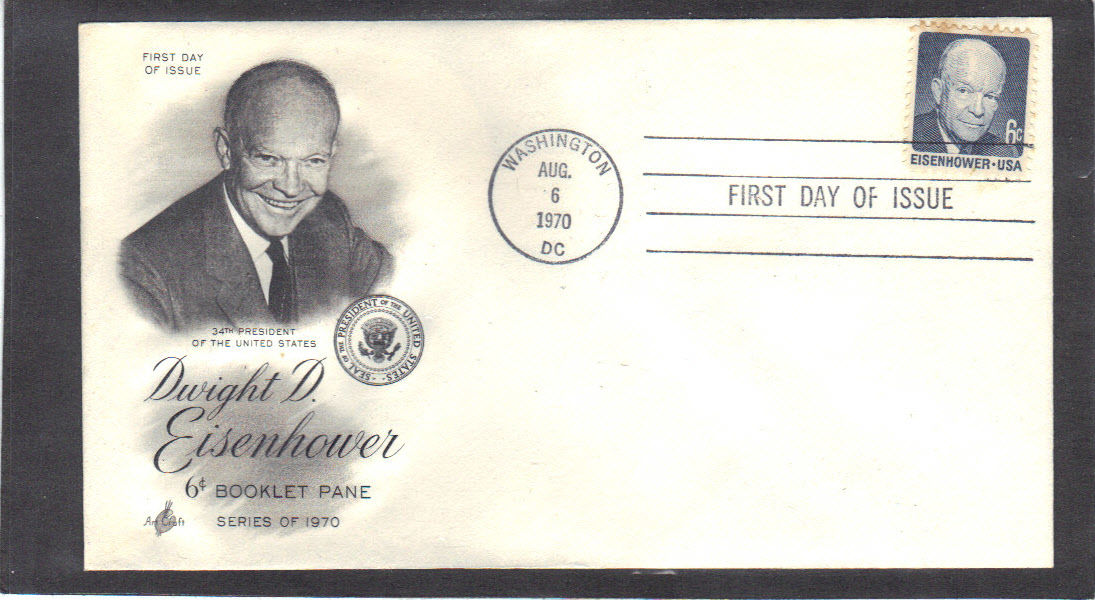 FIRST DAY
OF ISSUE
34TH PRESIDENT
OF THE UNITED STATES
SEAL OF THE PRESIDENT OF THE UNITED STATES
Dwight D.
Eisenhower
6¢ BOOKLET PANE
Art Craft
SERIES OF 1970
WASHINGTON
AUG.
6
1970
DC
FIRST DAY OF ISSUE
6c
EISENHOWER·USA